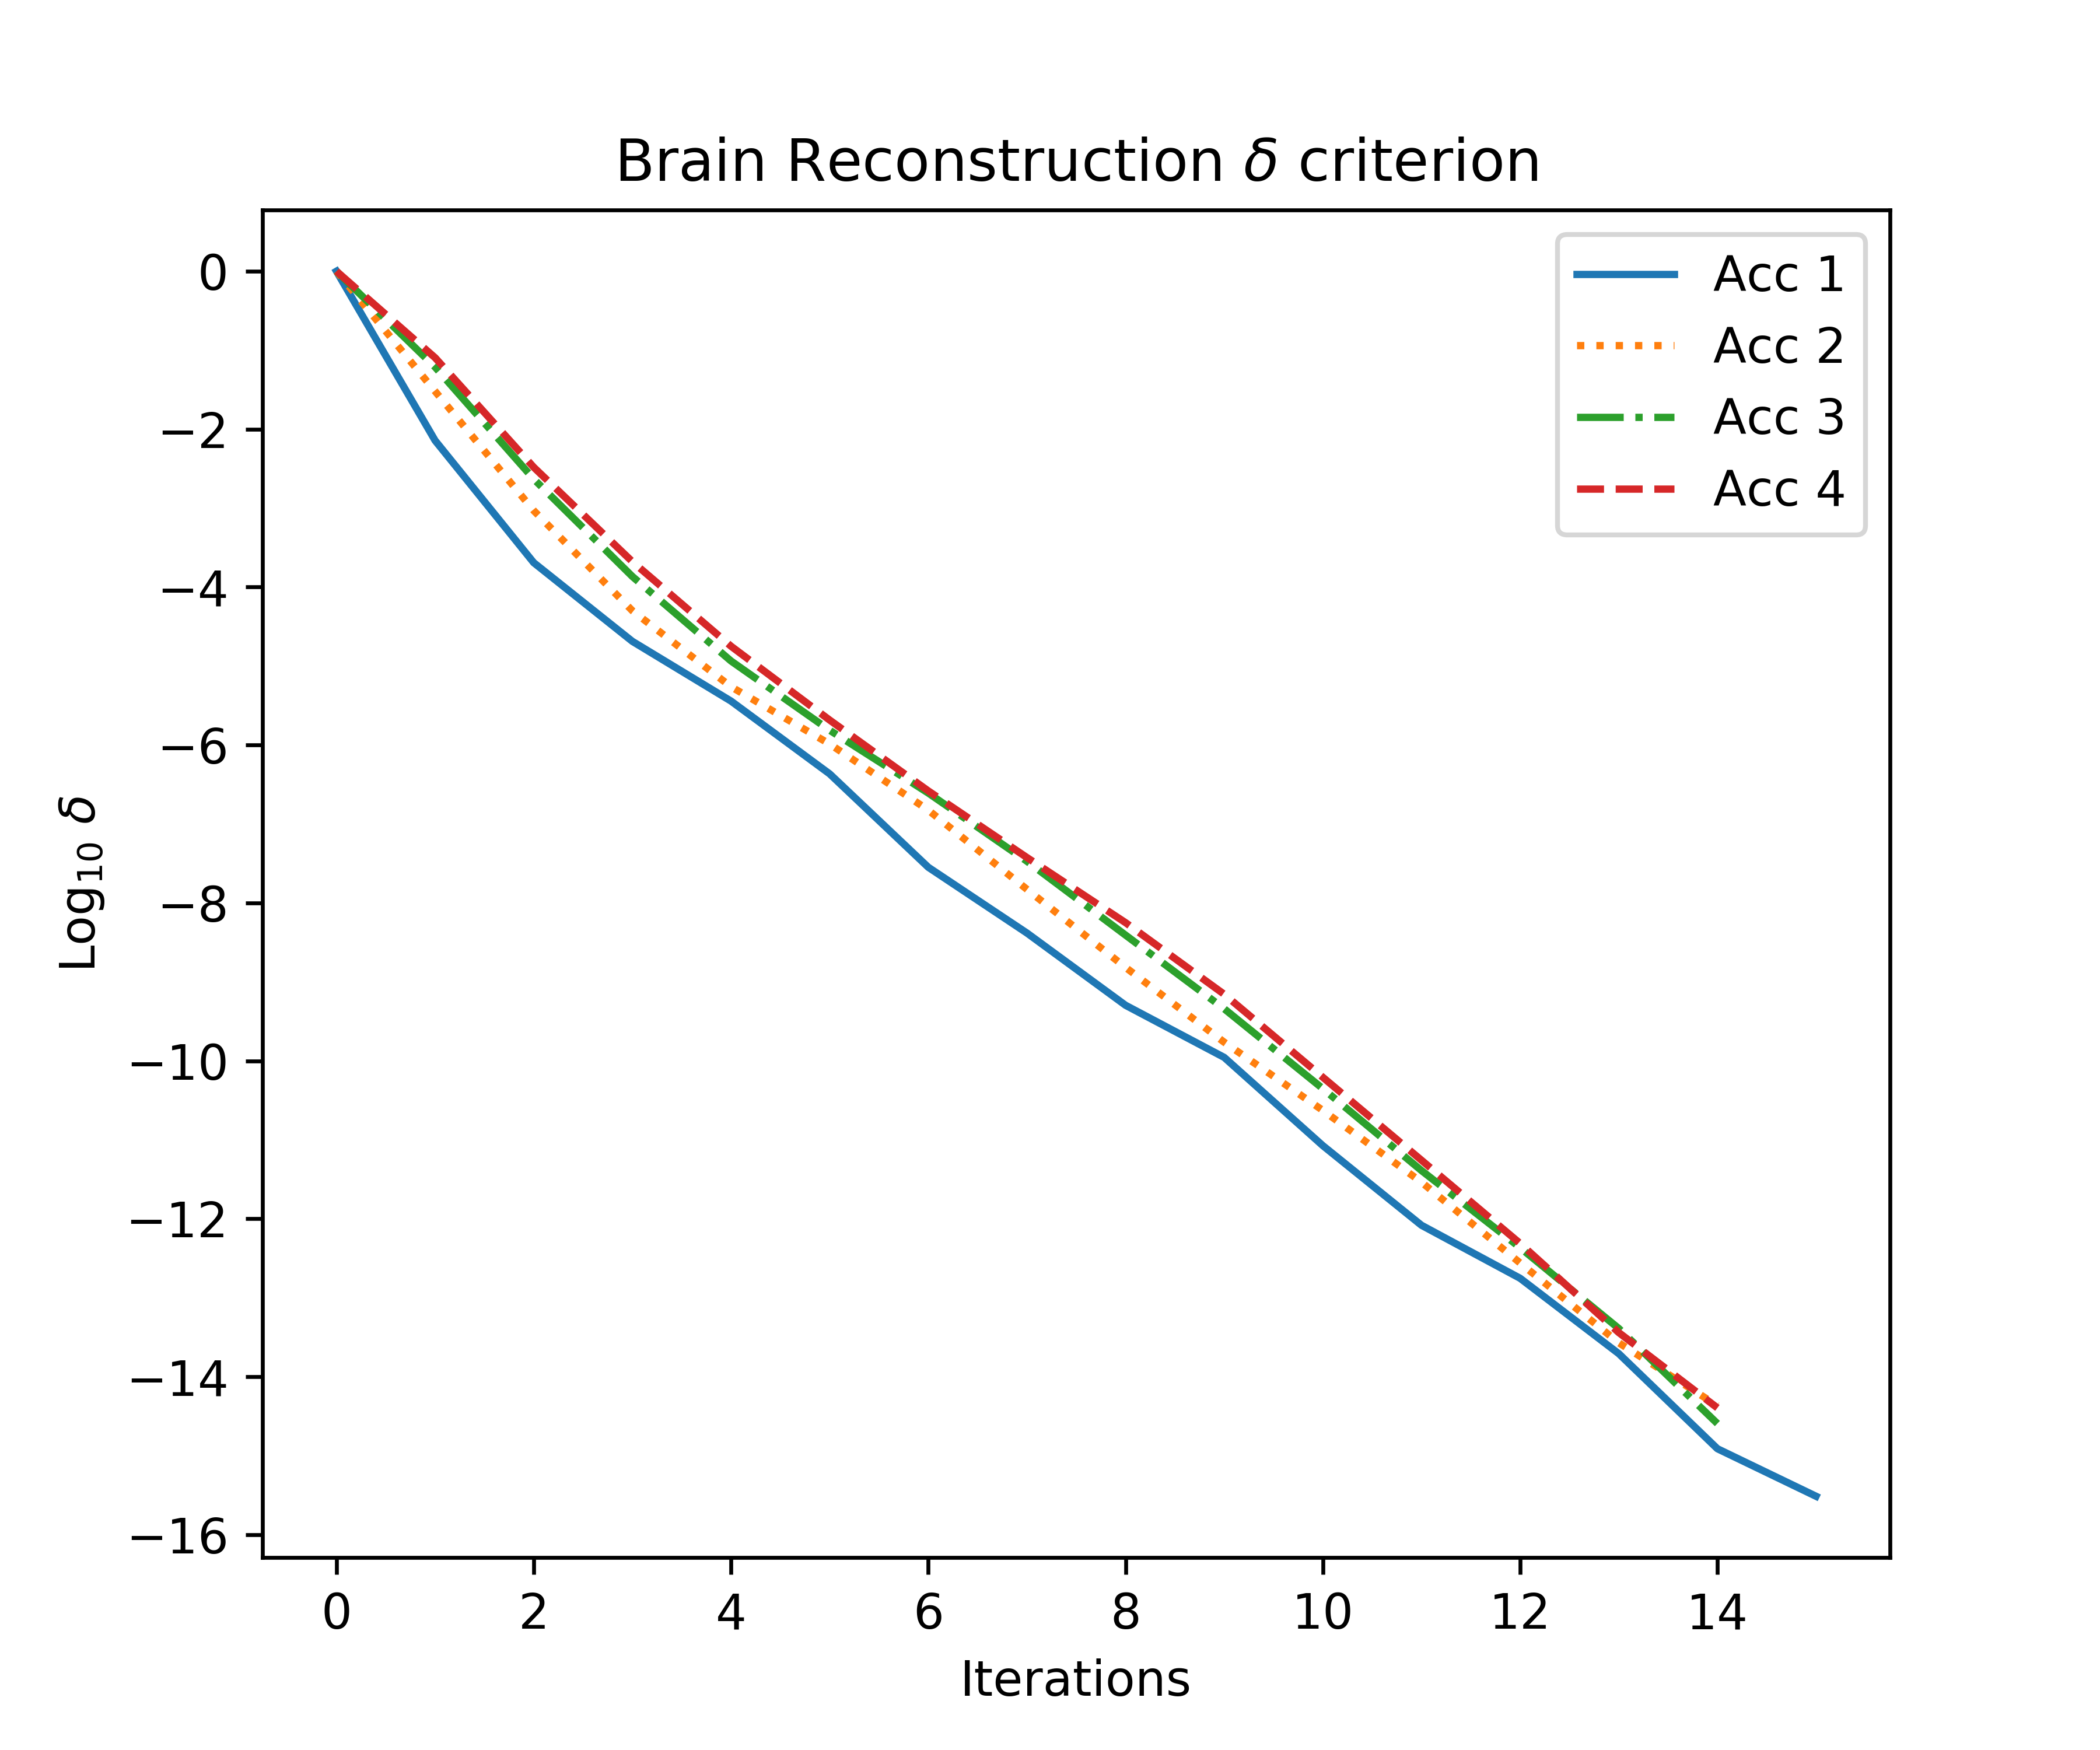 Brain Reconstruction δ criterion
Acc 1
Acc 2
Acc 3
Acc 4
0
−2
−4
−6
−8
−10
−12
−14
−16
Log₁₀ δ
0 2 4 6 8 10 12 14
Iterations